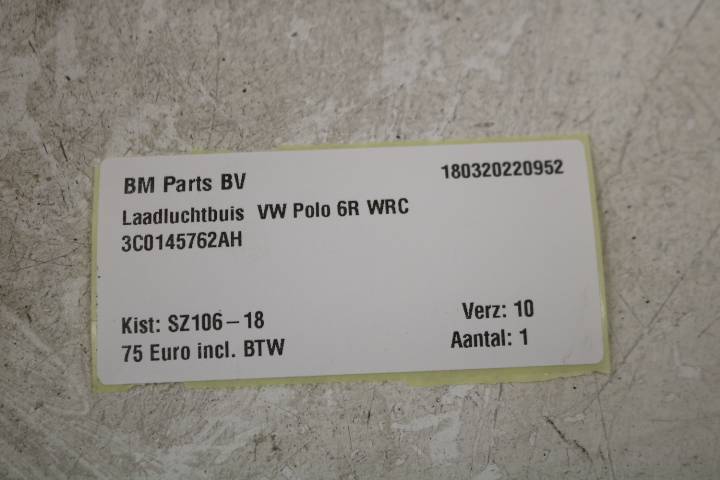 BM Parts BV 180320220952
Laadluchtbuis VW Polo 6R WRC
3C0145762AH
Kist: SZ106-18 Verz: 10
75 Euro incl. BTW Aantal: 1